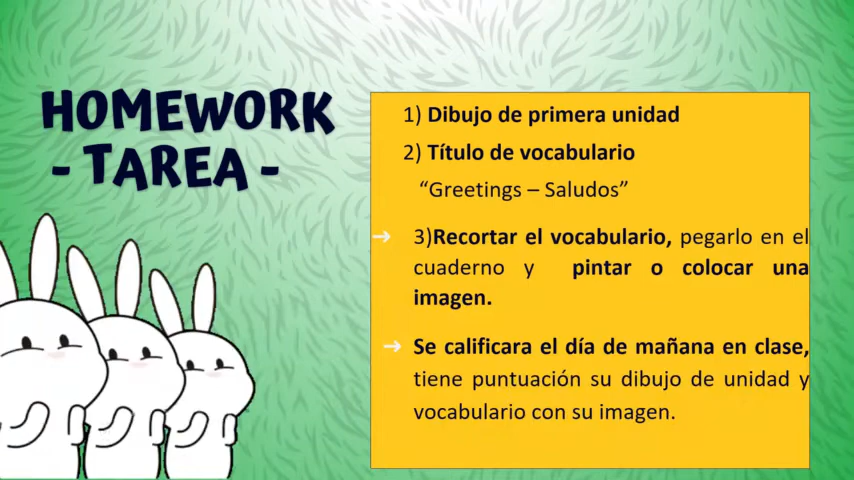 HOMEWORK
- TAREA -
1) Dibujo de primera unidad
2) Título de vocabulario
“Greetings – Saludos”
3)Recortar el vocabulario, pegarlo en el
cuaderno y pintar o colocar una
imagen.
Se calificara el día de mañana en clase,
tiene puntuación su dibujo de unidad y
vocabulario con su imagen.